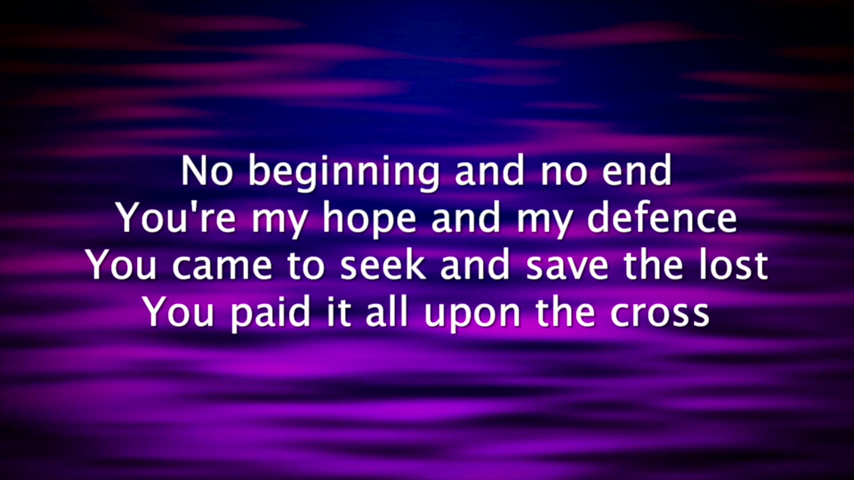 No beginning and no end
You're my hope and my defence
You came to seek and save the lost
You paid it all upon the cross